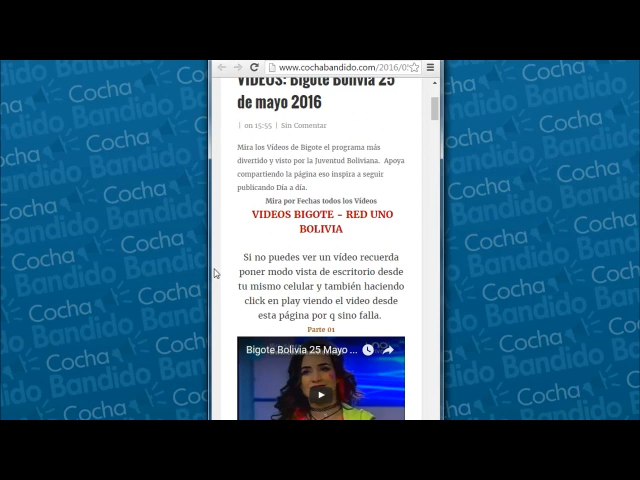 www.cochabandido.com/2016/0
VIDEOS: Bigote Bolivia 25
de mayo 2016
| on 15:55 | Sin Comentar
Mira los Vídeos de Bigote el programa más
divertido y visto por la Juventud Boliviana. Apoya
compartiendo la página eso inspira a seguir
publicando Día a día.
Mira por Fechas todos los Vídeos
VIDEOS BIGOTE - RED UNO
BOLIVIA
Si no puedes ver un vídeo recuerda
poner modo vista de escritorio desde
tu mismo celular y también haciendo
click en play viendo el video desde
esta página por q sino falla.
Parte 01
Bigote Bolivia 25 Mayo ...
Cocha
Bandido